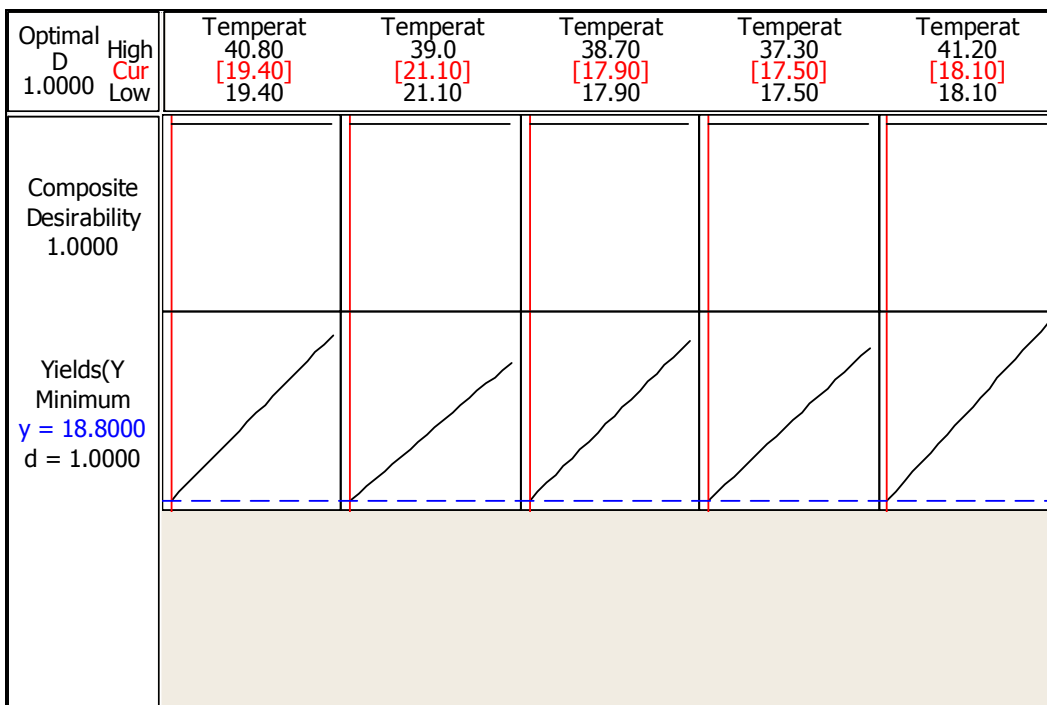 Optimal
D
1.0000
High
Cur
Low
Temperat
40.80
[19.40]
19.40
Temperat
39.0
[21.10]
21.10
Temperat
38.70
[17.90]
17.90
Temperat
37.30
[17.50]
17.50
Temperat
41.20
[18.10]
18.10
Composite
Desirability
1.0000
Yields(Y
Minimum
y = 18.8000
d = 1.0000